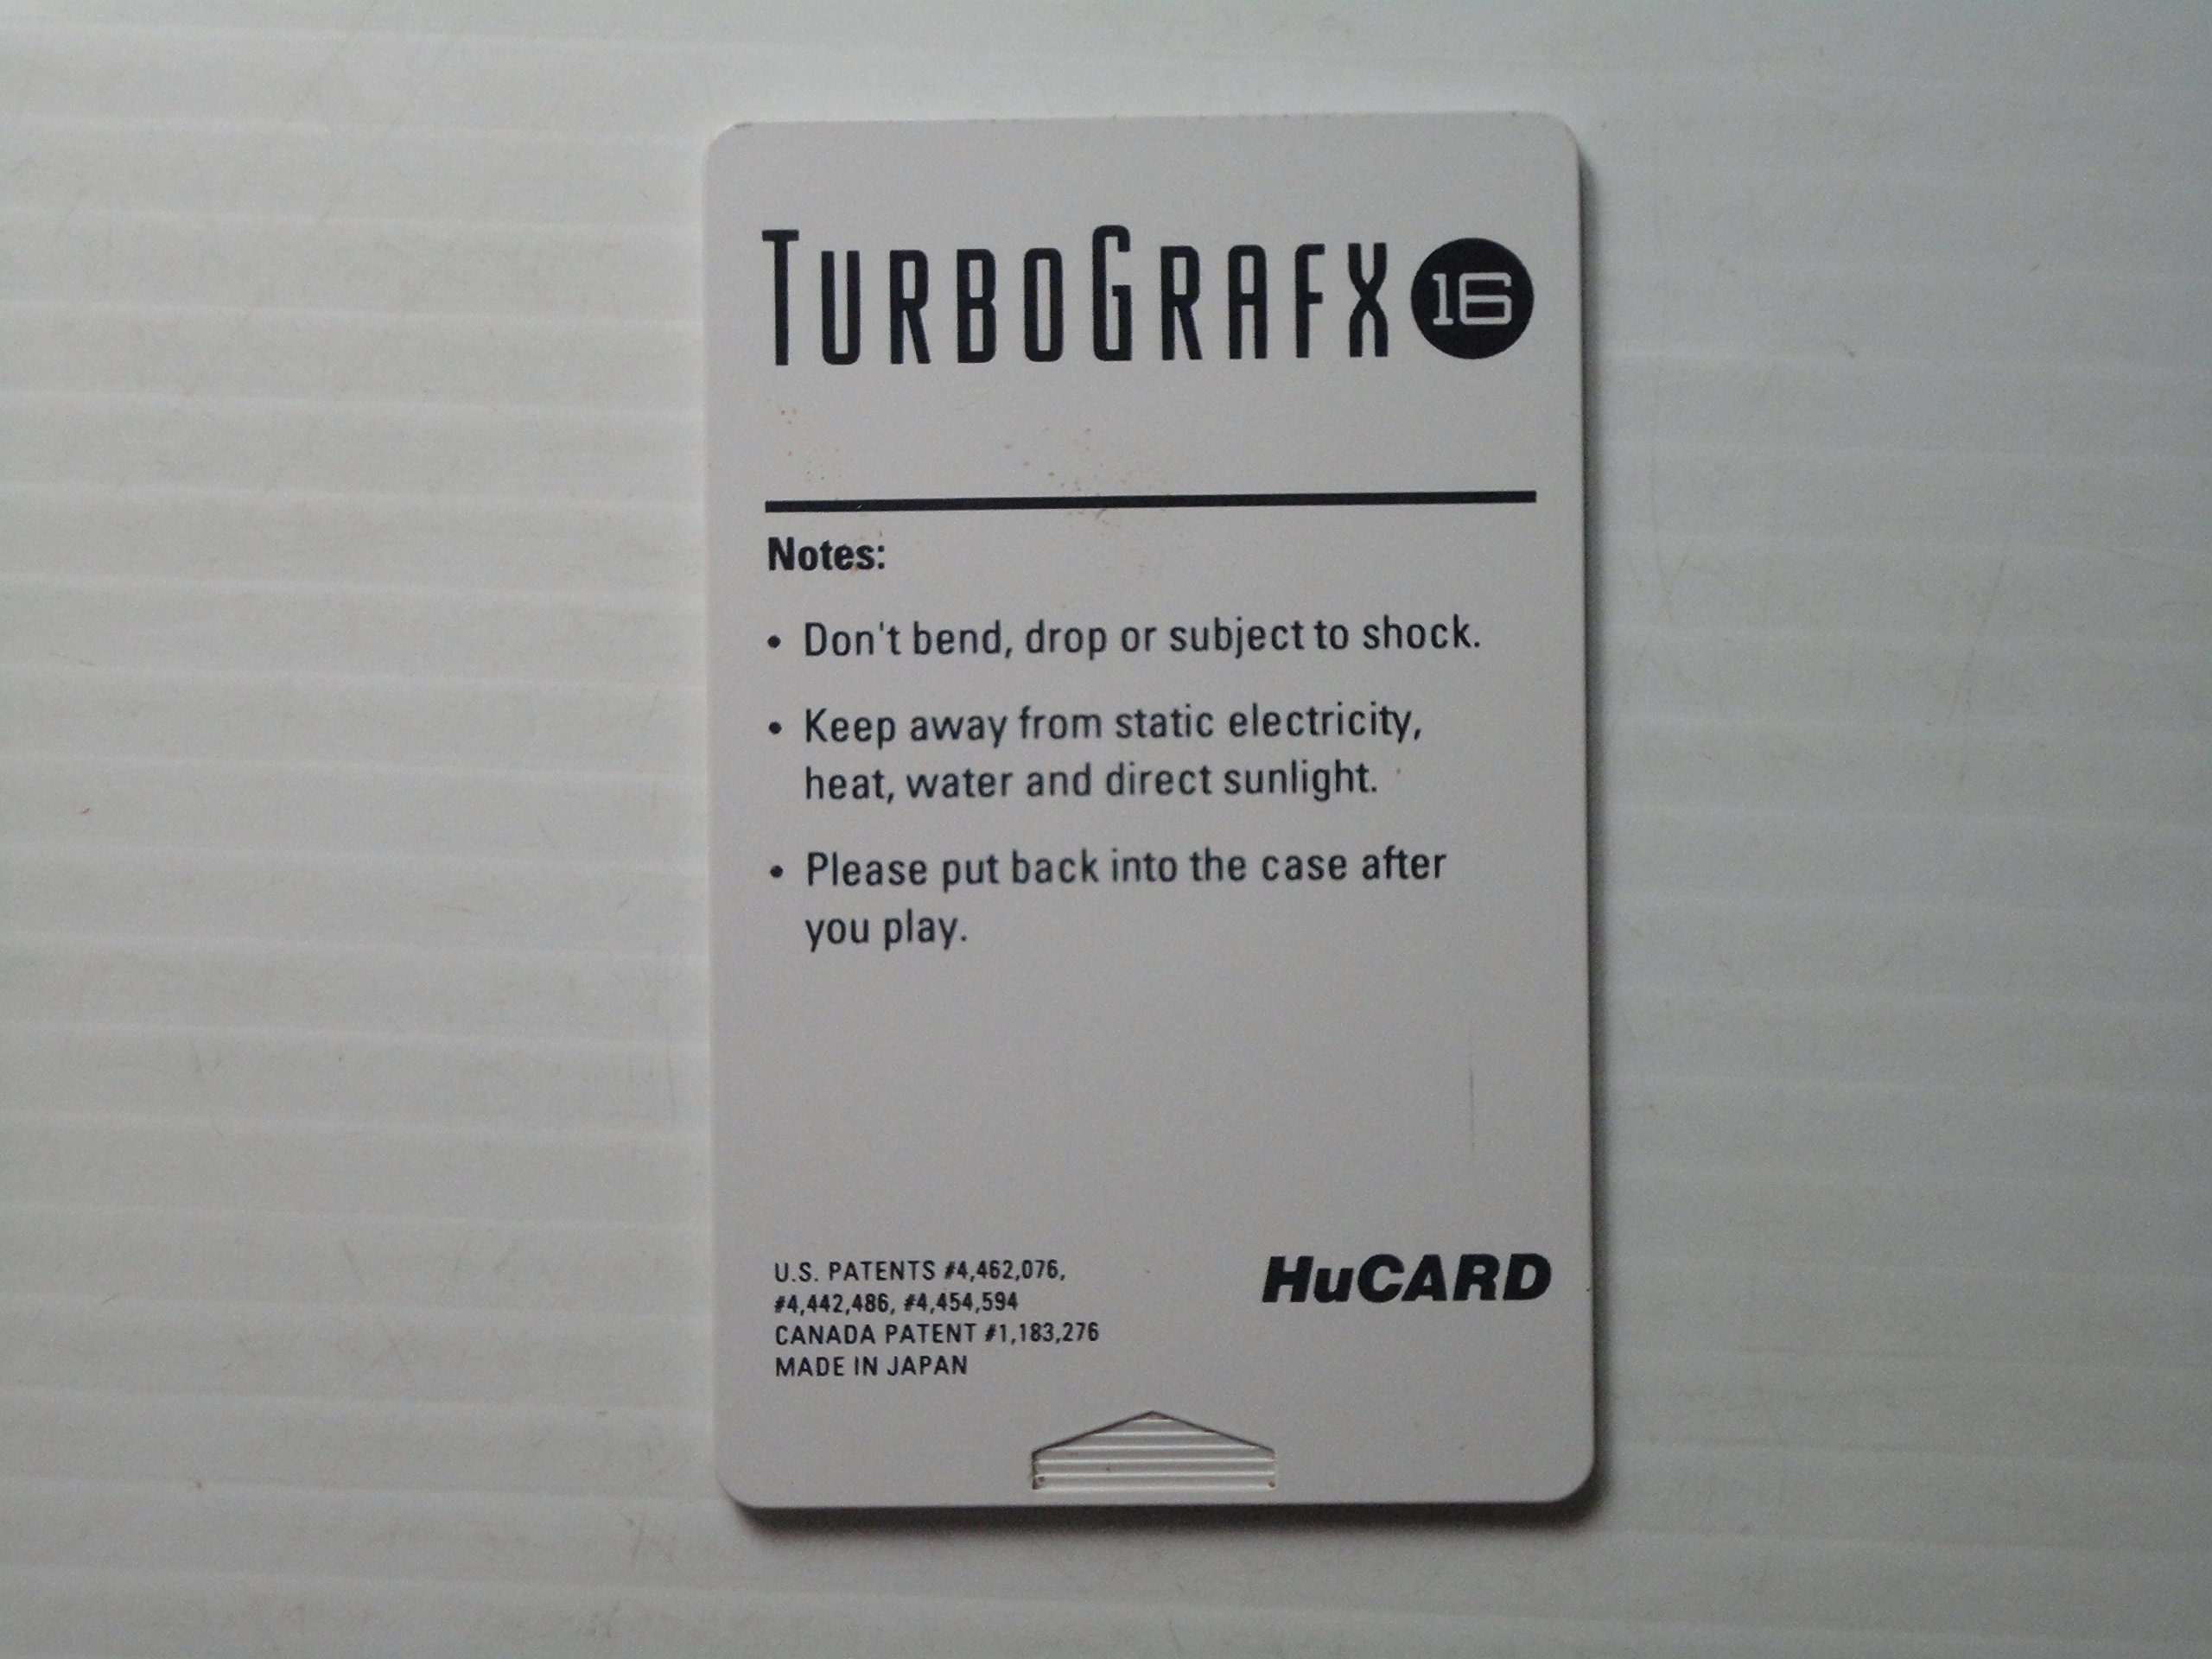 TURBOGRAFX 16
Notes:
• Don't bend, drop or subject to shock.
• Keep away from static electricity,
heat, water and direct sunlight.
• Please put back into the case after
you play.
U.S. PATENTS #4,462,076,
#4,442,486, #4,454,594
CANADA PATENT #1,183,276
MADE IN JAPAN
HuCARD